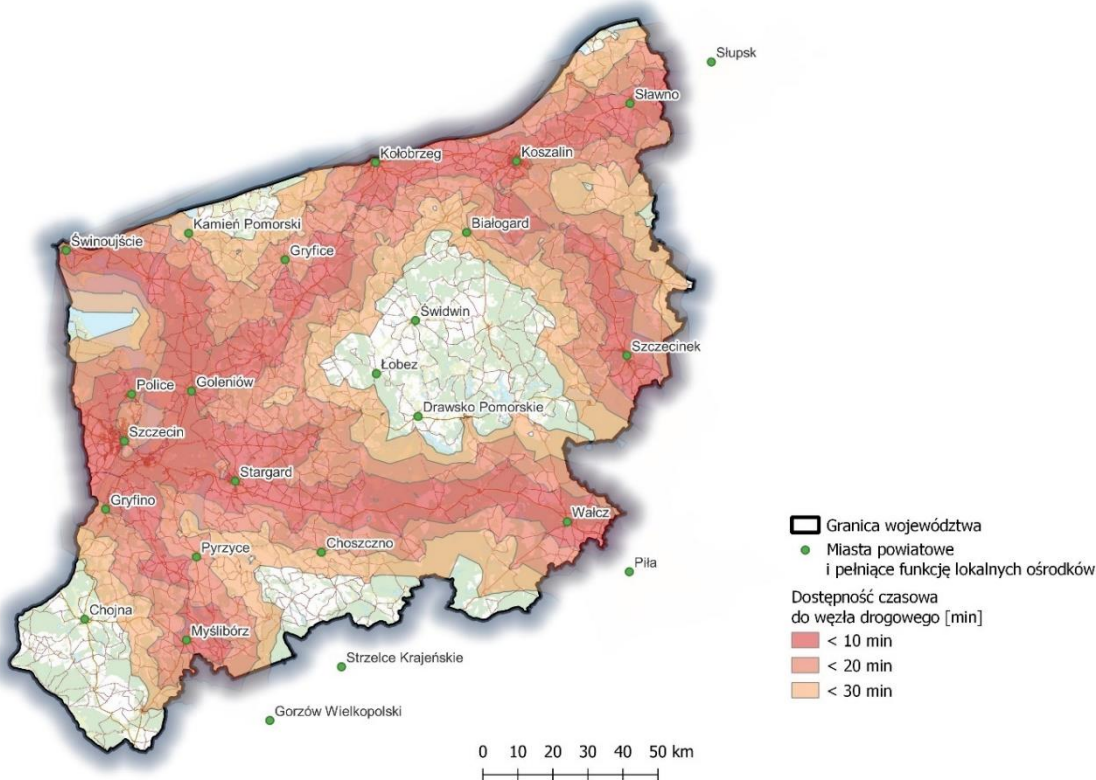 Słupsk
Sławno
Kołobrzeg
Koszalin
Kamień Pomorski
Białogard
Świnoujście
Gryfice
Świdwin
Szczecinek
Łobez
Police
Goleniów
Drawsko Pomorskie
Szczecin
Stargard
Gryfino
Wałcz
Pyrzyce
Choszczno
Piła
Chojna
Myślibórz
Strzelce Krajeńskie
Gorzów Wielkopolski
Granica województwa
Miasta powiatowe
i pełniące funkcję lokalnych ośrodków
Dostępność czasowa
do węzła drogowego [min]
< 10 min
< 20 min
< 30 min
0 10 20 30 40 50 km